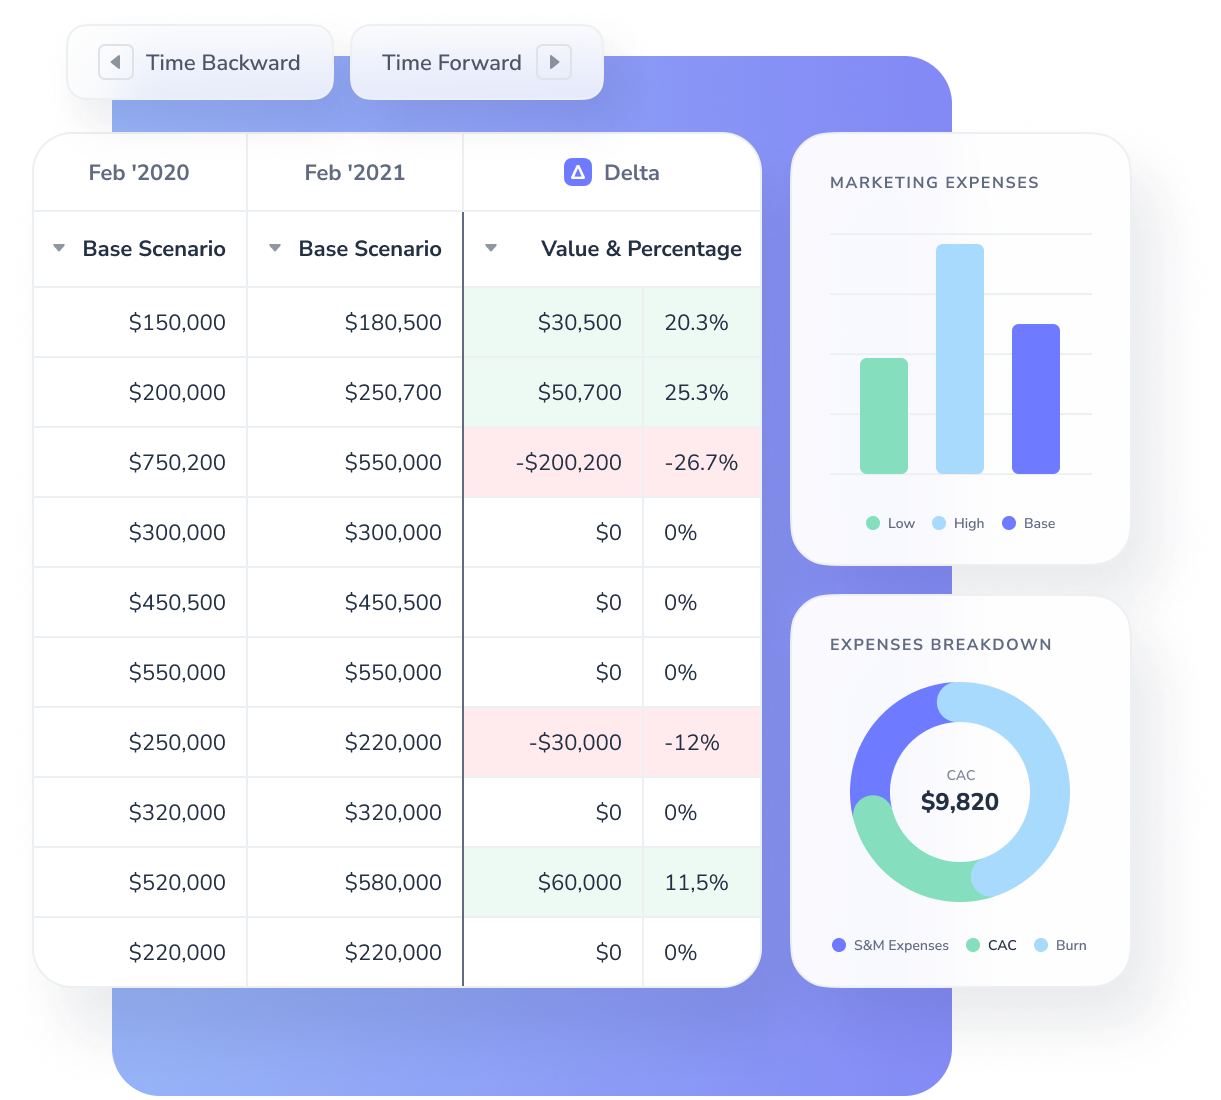 Time Backward
Time Forward
Feb '2020 Feb '2021 Delta
Base Scenario Base Scenario Value & Percentage
$150,000 $180,500 $30,500 20.3%
$200,000 $250,700 $50,700 25.3%
$750,200 $550,000 -$200,200 -26.7%
$300,000 $300,000 $0 0%
$450,500 $450,500 $0 0%
$550,000 $550,000 $0 0%
$250,000 $220,000 -$30,000 -12%
$320,000 $320,000 $0 0%
$520,000 $580,000 $60,000 11,5%
$220,000 $220,000 $0 0%
MARKETING EXPENSES
Low High Base
EXPENSES BREAKDOWN
CAC
$9,820
S&M Expenses CAC Burn